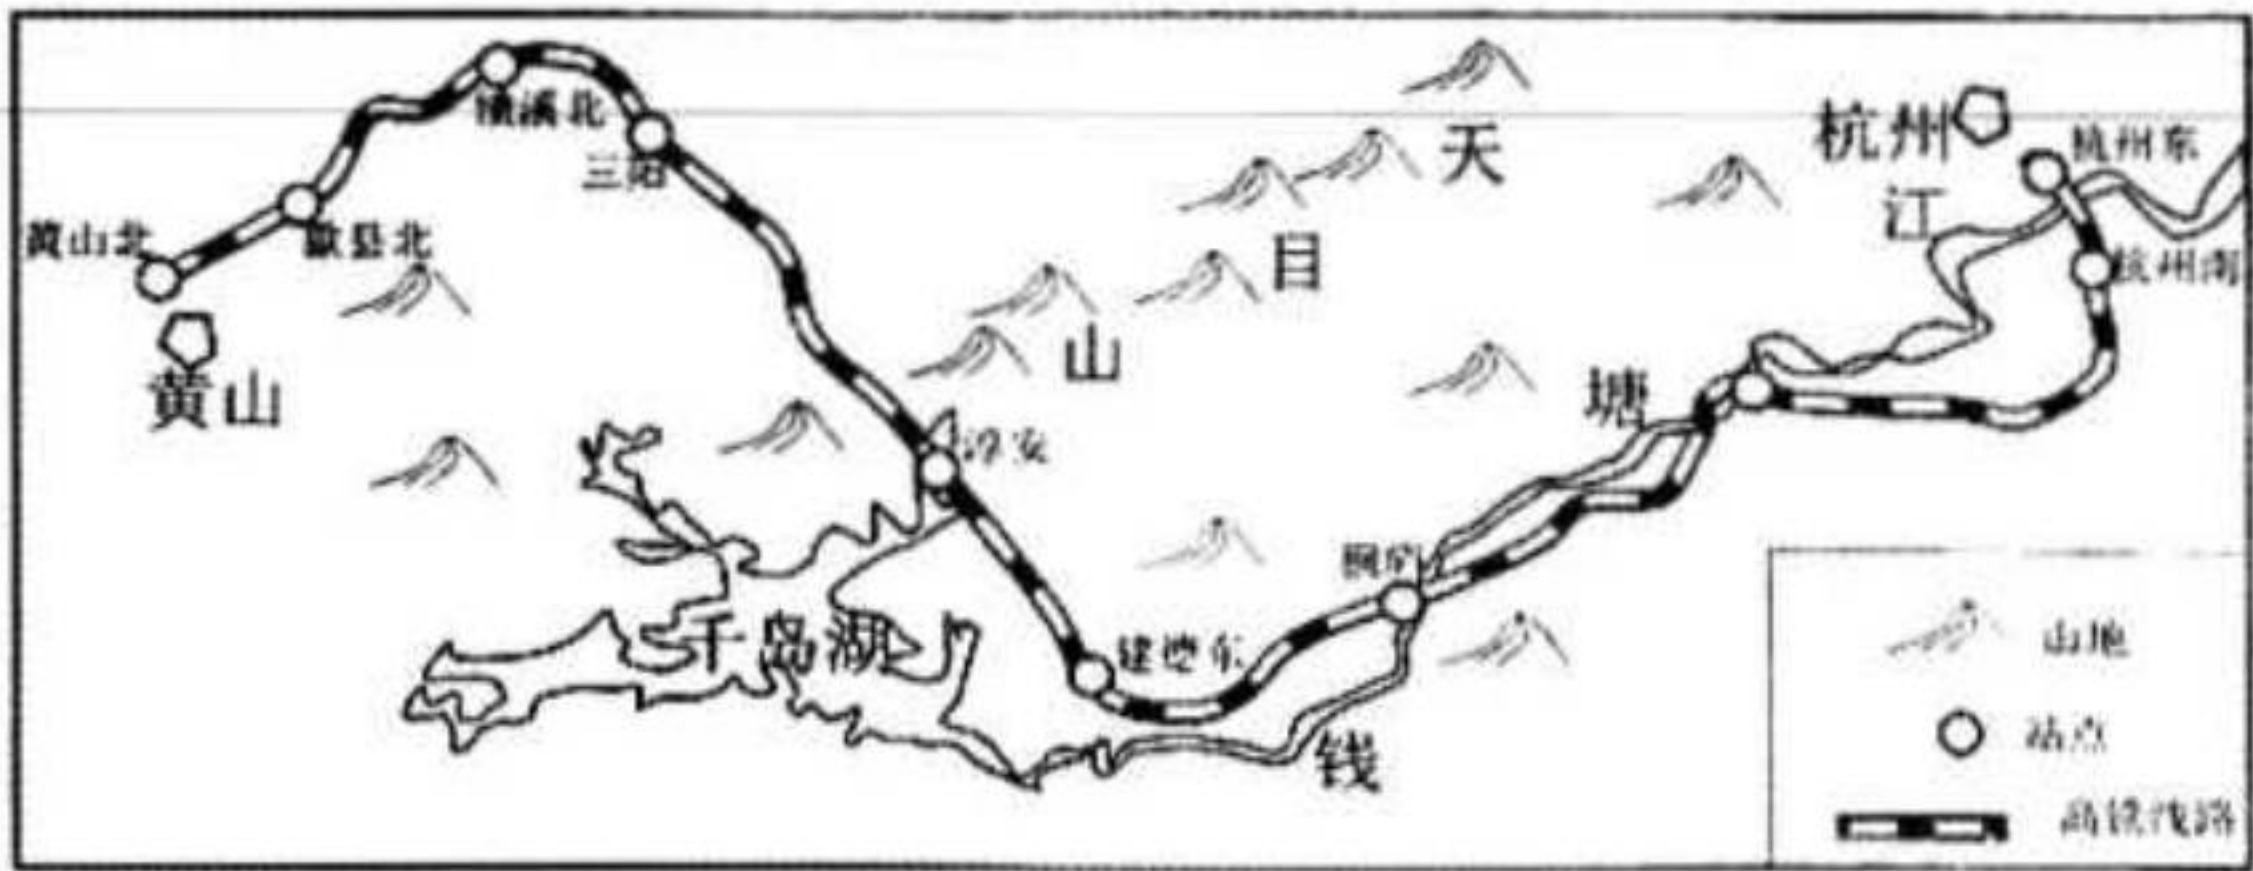 绩溪北
三阳
歙县北
黄山北
黄山
天
目
山
杭州
杭州东
江
杭州南
塘
淳安
千岛湖
建德东
桐庐
钱
山地
站点
高铁线路